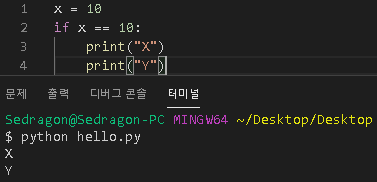 1 x = 10
2 if x == 10:
3     print("X")
4     print("Y")
문제 출력 디버그 콘솔 터미널
Sedragon@Sedragon-PC MINGW64 ~/Desktop/Desktop
$ python hello.py
X
Y